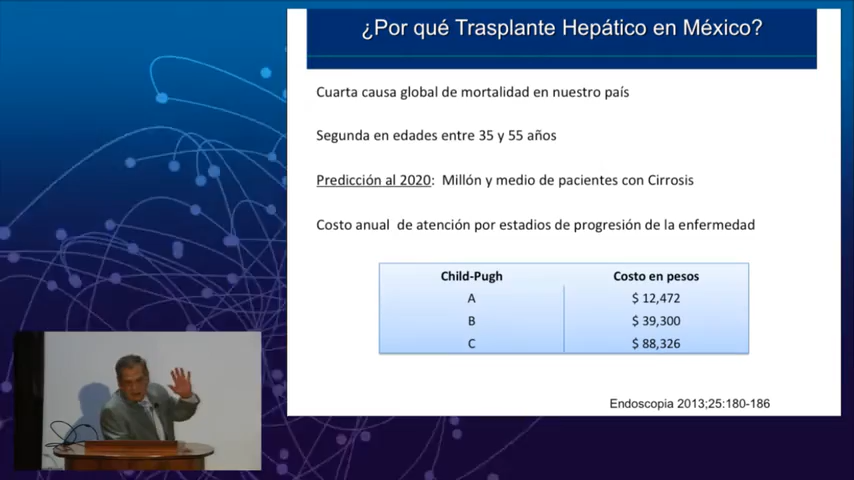 ¿Por qué Trasplante Hepático en México?
Cuarta causa global de mortalidad en nuestro país
Segunda en edades entre 35 y 55 años
Predicción al 2020: Millón y medio de pacientes con Cirrosis
Costo anual de atención por estadios de progresión de la enfermedad
Child-Pugh Costo en pesos
A $ 12,472
B $ 39,300
C $ 88,326
Endoscopia 2013;25:180-186